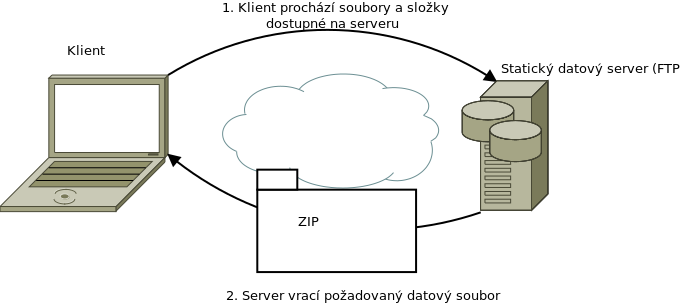 1. Klient prochází soubory a složky
dostupné na serveru
Klient
Statický datový server (FTP
ZIP
2. Server vrací požadovaný datový soubor